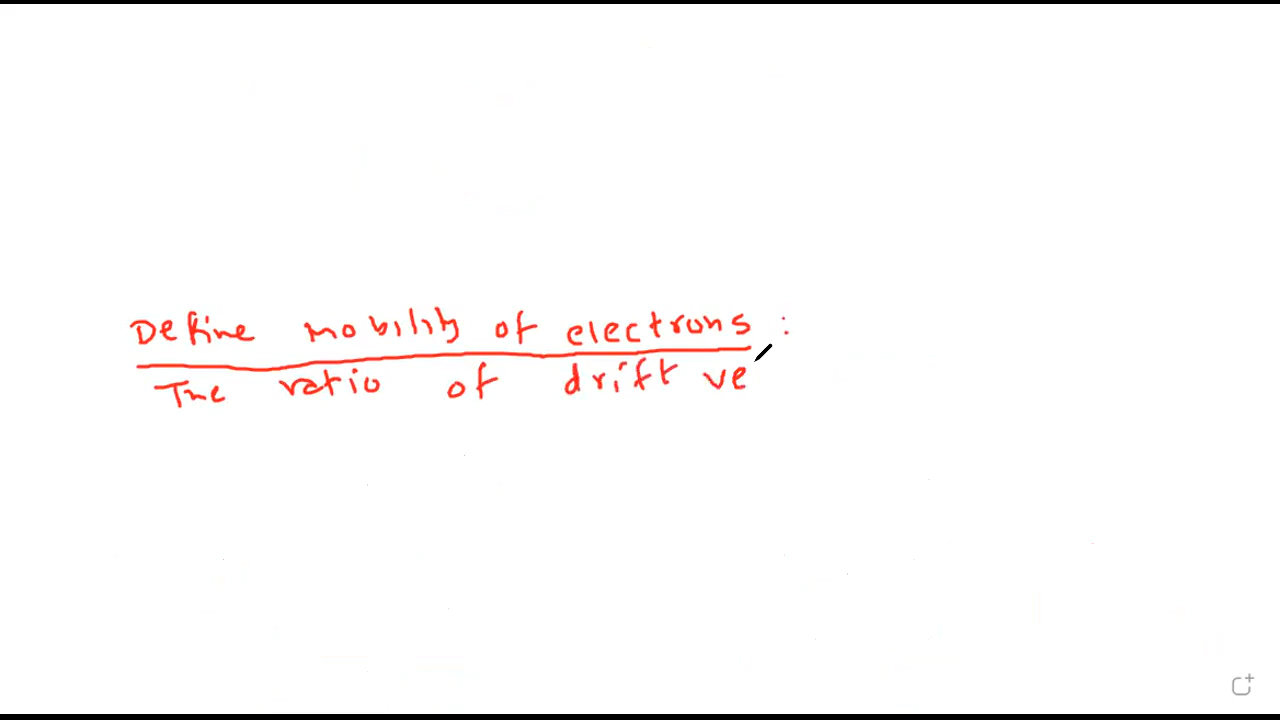 Define mobility of electrons :
The ratio of drift ve